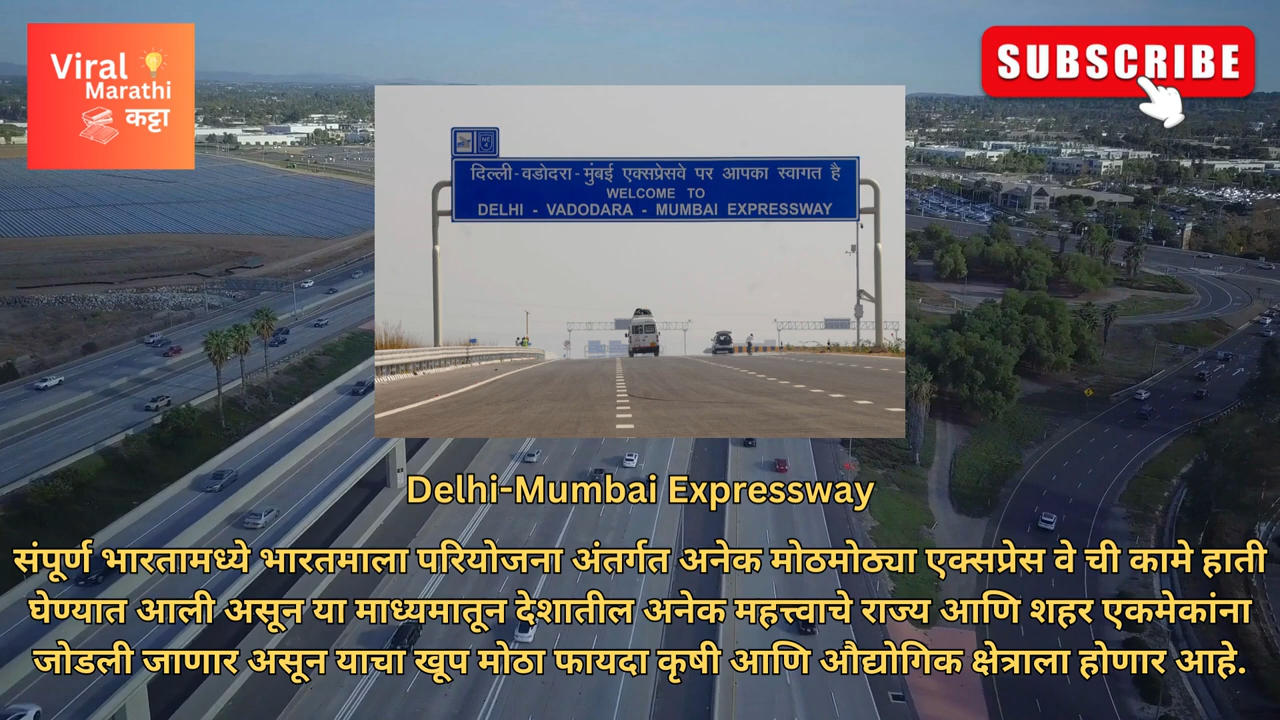 Viral
Marathi
कट्टा
SUBSCRIBE
NE
4
दिल्ली-वडोदरा-मुंबई एक्सप्रेसवे पर आपका स्वागत है
WELCOME TO
DELHI - VADODARA - MUMBAI EXPRESSWAY
Delhi-Mumbai Expressway
संपूर्ण भारतामध्ये भारतमाला परियोजना अंतर्गत अनेक मोठमोठ्या एक्सप्रेस वे ची कामे हाती
घेण्यात आली असून या माध्यमातून देशातील अनेक महत्त्वाचे राज्य आणि शहर एकमेकांना
जोडली जाणार असून याचा खूप मोठा फायदा कृषी आणि औद्योगिक क्षेत्राला होणार आहे.